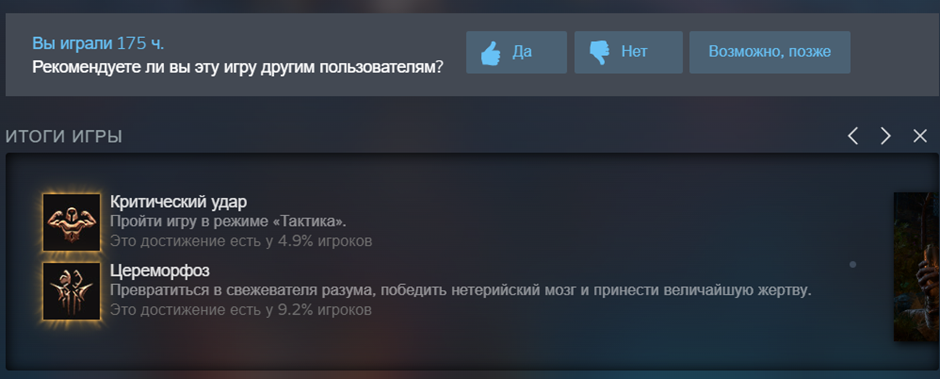 Вы играли 175 ч.
Рекомендуете ли вы эту игру другим пользователям?
Да
Нет
Возможно, позже
ИТОГИ ИГРЫ
Критический удар
Пройти игру в режиме «Тактика».
Это достижение есть у 4.9% игроков
Цереморфоз
Превратиться в свежевателя разума, победить нетерийский мозг и принести величайшую жертву.
Это достижение есть у 9.2% игроков